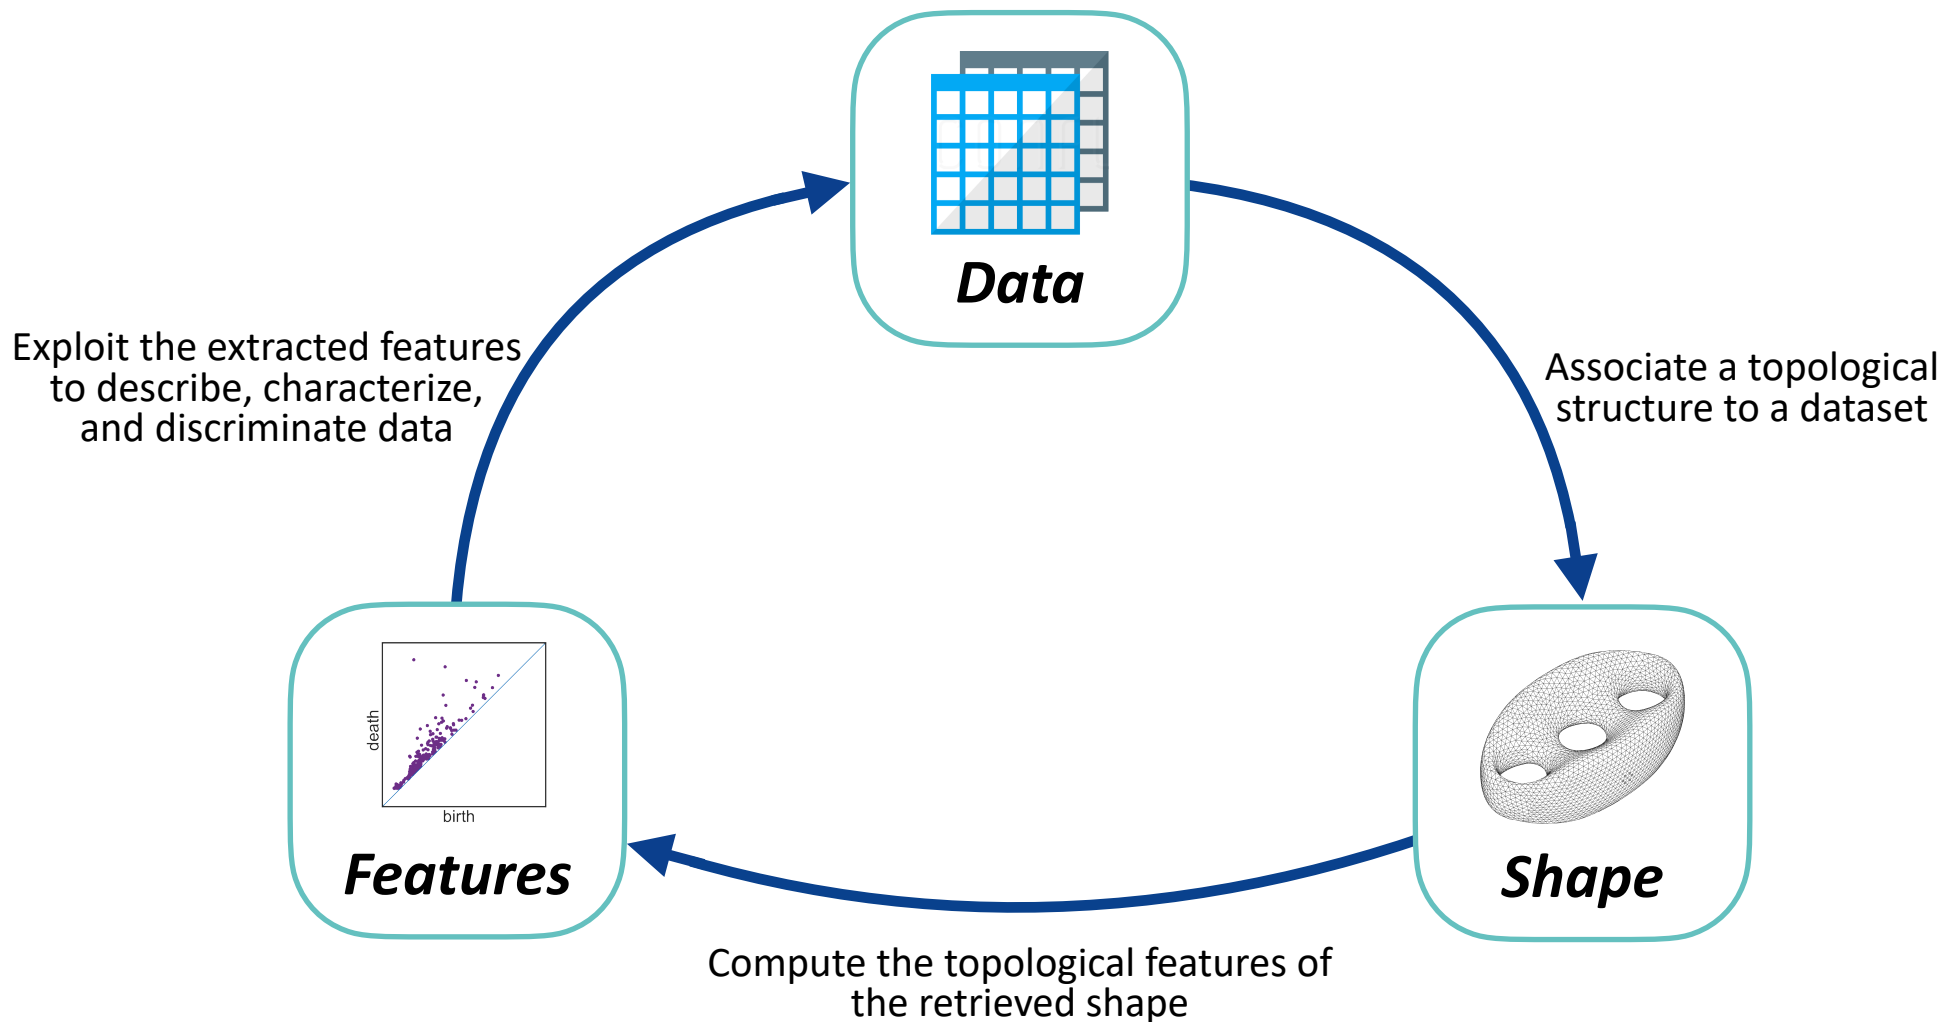 Data
Exploit the extracted features
to describe, characterize,
and discriminate data
Associate a topological
structure to a dataset
death
birth
Features
Shape
Compute the topological features of
the retrieved shape